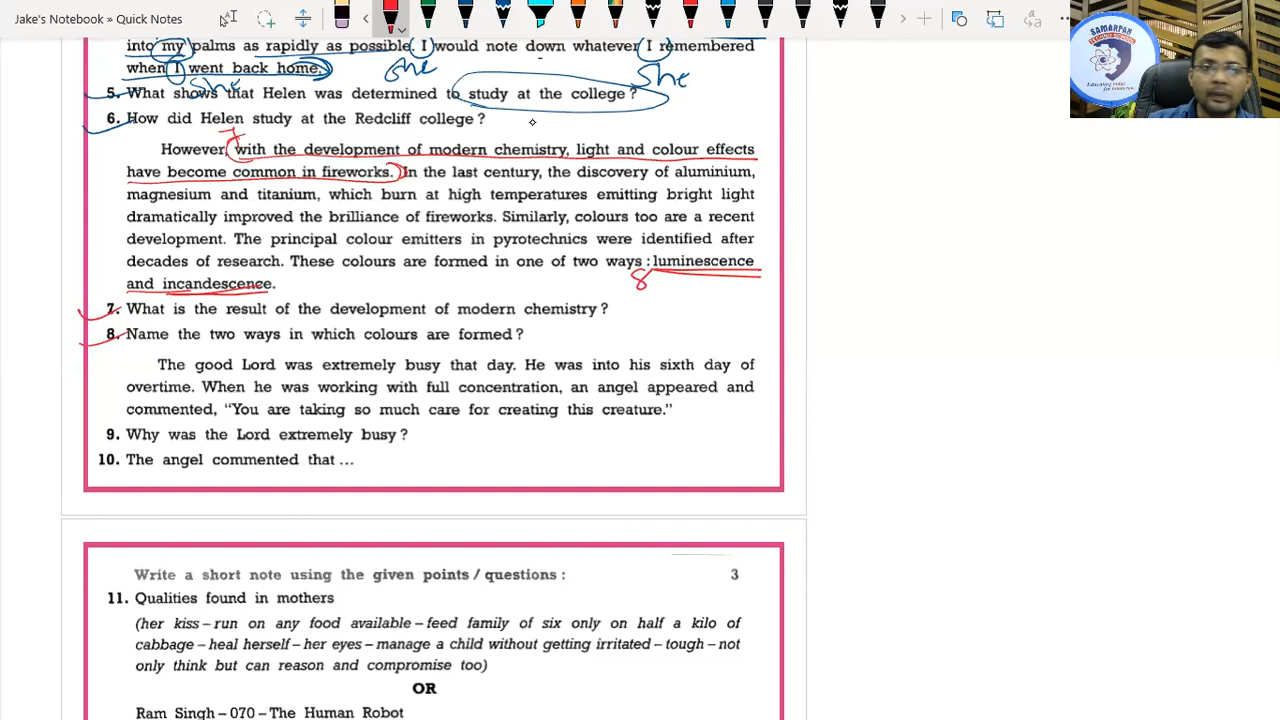 Jake's Notebook » Quick Notes
SAMARPAN
into my palms as rapidly as possible. I would note down whatever I remembered
when I went back home.
she
she
she
5. What shows that Helen was determined to study at the college ?
6. How did Helen study at the Redcliff college ?
7
However, with the development of modern chemistry, light and colour effects
have become common in fireworks. In the last century, the discovery of aluminium,
magnesium and titanium, which burn at high temperatures emitting bright light
dramatically improved the brilliance of fireworks. Similarly, colours too are a recent
development. The principal colour emitters in pyrotechnics were identified after
decades of research. These colours are formed in one of two ways : luminescence
8
and incandescence.
7. What is the result of the development of modern chemistry ?
8. Name the two ways in which colours are formed ?
The good Lord was extremely busy that day. He was into his sixth day of
overtime. When he was working with full concentration, an angel appeared and
commented, “You are taking so much care for creating this creature.”
9. Why was the Lord extremely busy ?
10. The angel commented that ...
Write a short note using the given points / questions : 3
11. Qualities found in mothers
(her kiss – run on any food available – feed family of six only on half a kilo of
cabbage – heal herself – her eyes – manage a child without getting irritated – tough – not
only think but can reason and compromise too)
OR
Ram Singh – 070 – The Human Robot